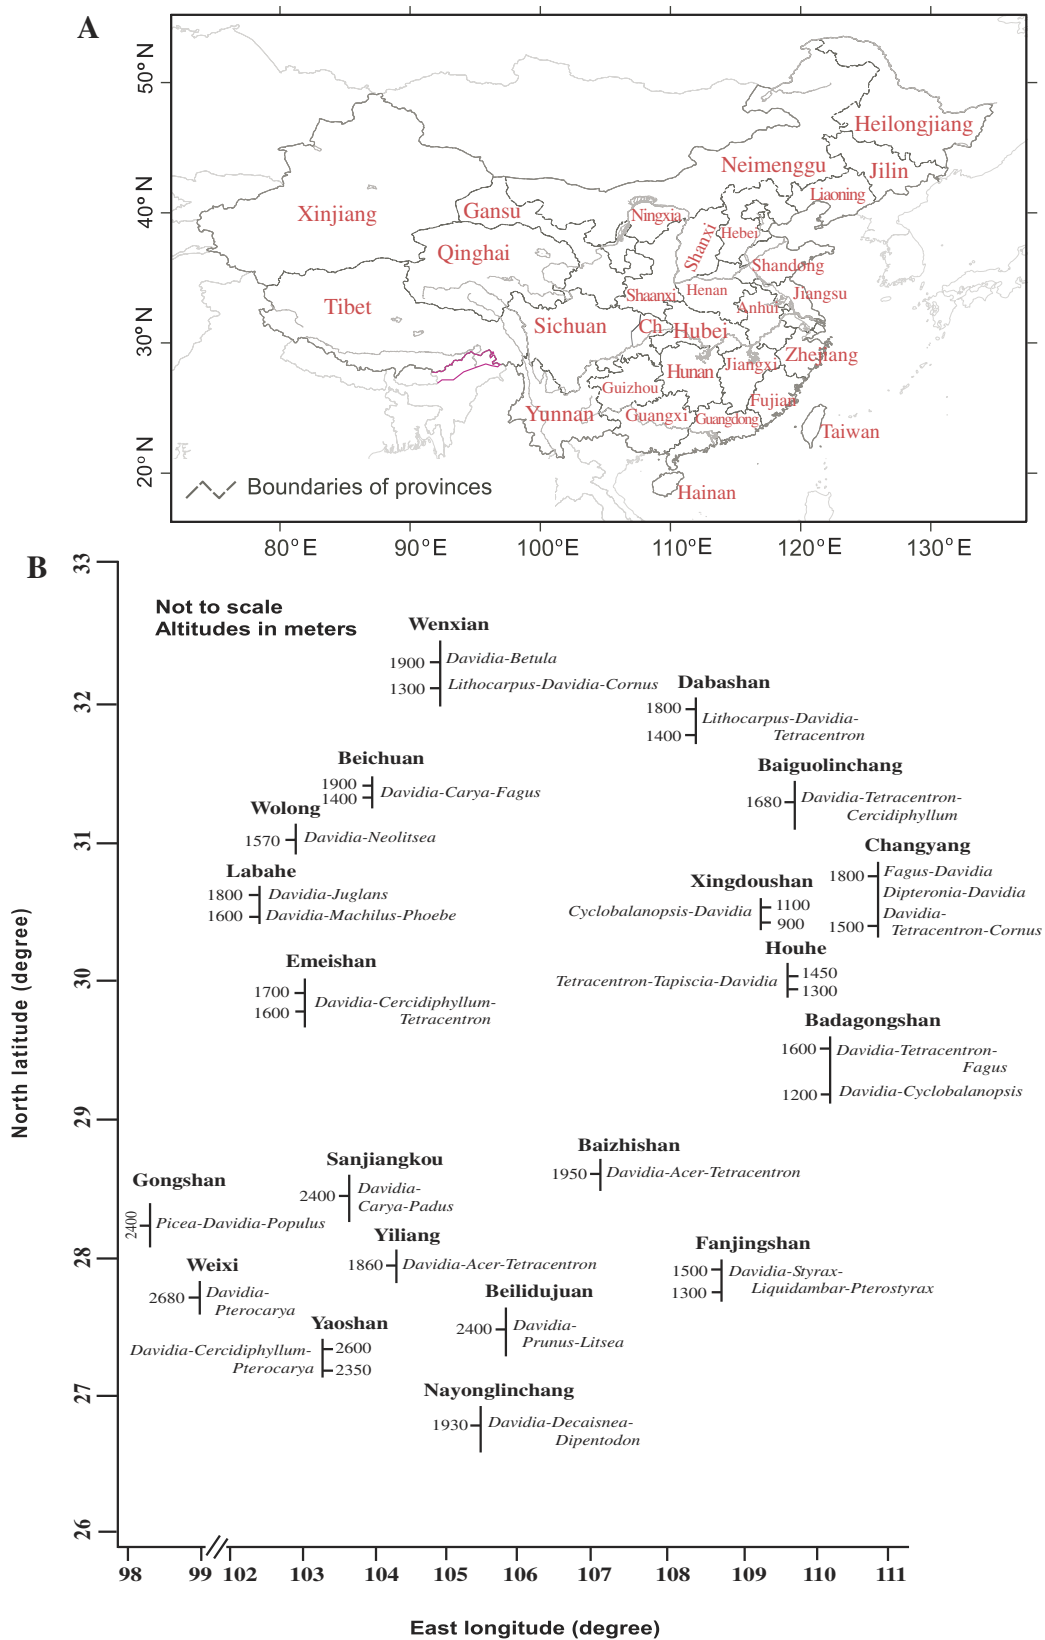 A
50° N
40° N
30° N
20° N
Heilongjiang
Neimenggu
Jilin
Liaoning
Xinjiang
Gansu
Ningxia
Hebei
Shanxi
Qinghai
Shandong
Tibet
Shaanxi
Henan
Jiangsu
Anhui
Sichuan
Ch
Hubei
Zhejiang
Hunan
Jiangxi
Guizhou
Fujian
Yunnan
Guangxi
Guangdong
Taiwan
Hainan
Boundaries of provinces
80°E
90°E
100°E
110°E
120°E
130°E
B
33
32
31
30
29
28
27
26
North latitude (degree)
Not to scale
Altitudes in meters
Wenxian
1900
Davidia-Betula
1300
Lithocarpus-Davidia-Cornus
Dabashan
1800
1400
Lithocarpus-Davidia-
Tetracentron
Beichuan
1900
1400
Davidia-Carya-Fagus
Baiguolinchang
1680
Davidia-Tetracentron-
Cercidiphyllum
Wolong
1570
Davidia-Neolitsea
Changyang
1800
Fagus-Davidia
Dipteronia-Davidia
1500
Davidia-
Tetracentron-Cornus
Labahe
1800
Davidia-Juglans
1600
Davidia-Machilus-Phoebe
Xingdoushan
Cyclobalanopsis-Davidia
1100
900
Houhe
Tetracentron-Tapiscia-Davidia
1450
1300
Emeishan
1700
1600
Davidia-Cercidiphyllum-
Tetracentron
Badagongshan
1600
Davidia-Tetracentron-
Fagus
1200
Davidia-Cyclobalanopsis
Baizhishan
1950
Davidia-Acer-Tetracentron
Sanjiangkou
2400
Davidia-
Carya-Padus
Gongshan
2400
Picea-Davidia-Populus
Yiliang
1860
Davidia-Acer-Tetracentron
Fanjingshan
1500
1300
Davidia-Styrax-
Liquidambar-Pterostyrax
Weixi
2680
Davidia-
Pterocarya
Beilidujuan
2400
Davidia-
Prunus-Litsea
Yaoshan
Davidia-Cercidiphyllum-
Pterocarya
2600
2350
Nayonglinchang
1930
Davidia-Decaisnea-
Dipentodon
98 99 102 103 104 105 106 107 108 109 110 111
East longitude (degree)